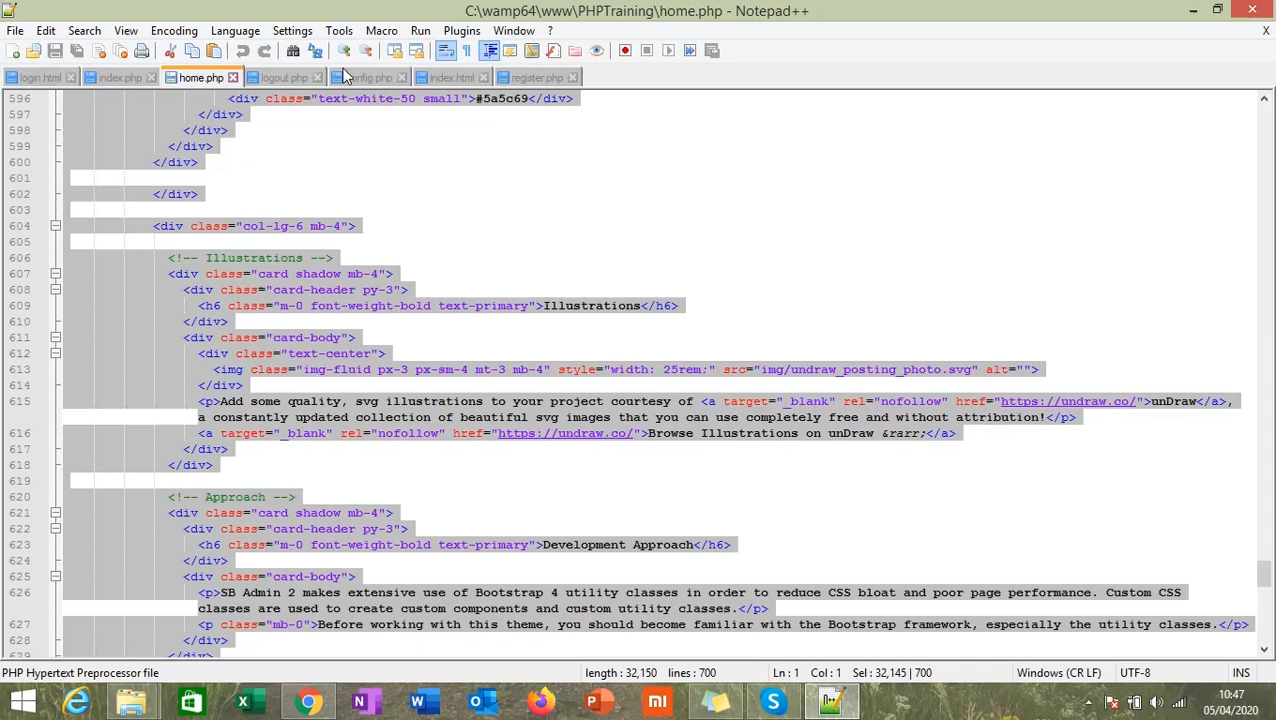 C:\wamp64\www\PHPTraining\home.php - Notepad++
File Edit Search View Encoding Language Settings Tools Macro Run Plugins Window ? X
login.html index.php home.php logout.php nfig.php index.html register.php
596 <div class="text-white-50 small">#5a5c69</div>
597 </div>
598 </div>
599 </div>
600 </div>
601
602 </div>
603
604 <div class="col-lg-6 mb-4">
605
606 <!-- Illustrations -->
607 <div class="card shadow mb-4">
608 <div class="card-header py-3">
609 <h6 class="m-0 font-weight-bold text-primary">Illustrations</h6>
610 </div>
611 <div class="card-body">
612 <div class="text-center">
613 <img class="img-fluid px-3 px-sm-4 mt-3 mb-4" style="width: 25rem;" src="img/undraw_posting_photo.svg" alt="">
614 </div>
615 <p>Add some quality, svg illustrations to your project courtesy of <a target="_blank" rel="nofollow" href="https://undraw.co/">unDraw</a>,
a constantly updated collection of beautiful svg images that you can use completely free and without attribution!</p>
616 <a target="_blank" rel="nofollow" href="https://undraw.co/">Browse Illustrations on unDraw &rarr;</a>
617 </div>
618 </div>
619
620 <!-- Approach -->
621 <div class="card shadow mb-4">
622 <div class="card-header py-3">
623 <h6 class="m-0 font-weight-bold text-primary">Development Approach</h6>
624 </div>
625 <div class="card-body">
626 <p>SB Admin 2 makes extensive use of Bootstrap 4 utility classes in order to reduce CSS bloat and poor page performance. Custom CSS
classes are used to create custom components and custom utility classes.</p>
627 <p class="mb-0">Before working with this theme, you should become familiar with the Bootstrap framework, especially the utility classes.</p>
628 </div>
629 </div>
PHP Hypertext Preprocessor file length : 32,150 lines : 700 Ln : 1 Col : 1 Sel : 32,145 | 700 Windows (CR LF) UTF-8 INS
10:47
05/04/2020